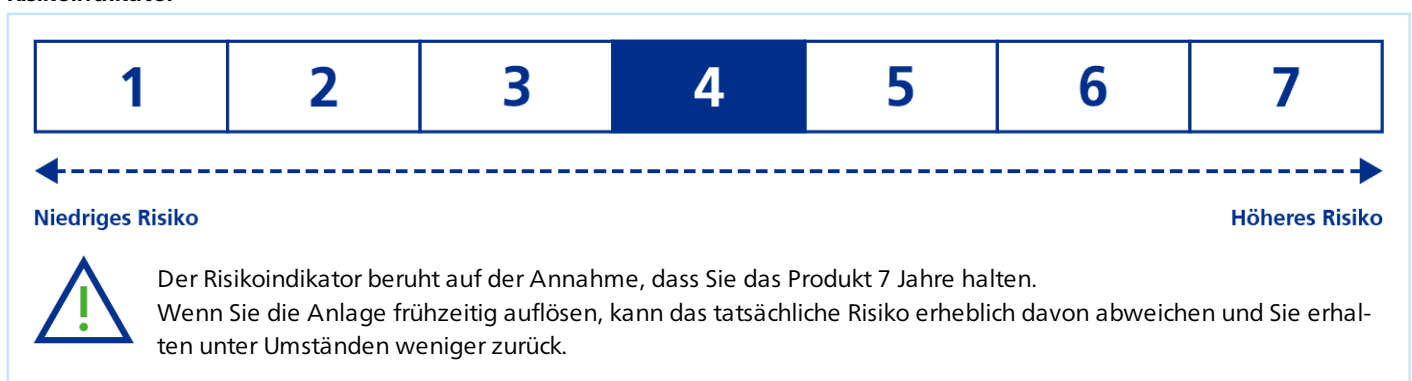 Risikoindikator
1 2 3 4 5 6 7
Niedriges Risiko Höheres Risiko
Der Risikoindikator beruht auf der Annahme, dass Sie das Produkt 7 Jahre halten.
Wenn Sie die Anlage frühzeitig auflösen, kann das tatsächliche Risiko erheblich davon abweichen und Sie erhal-
ten unter Umständen weniger zurück.